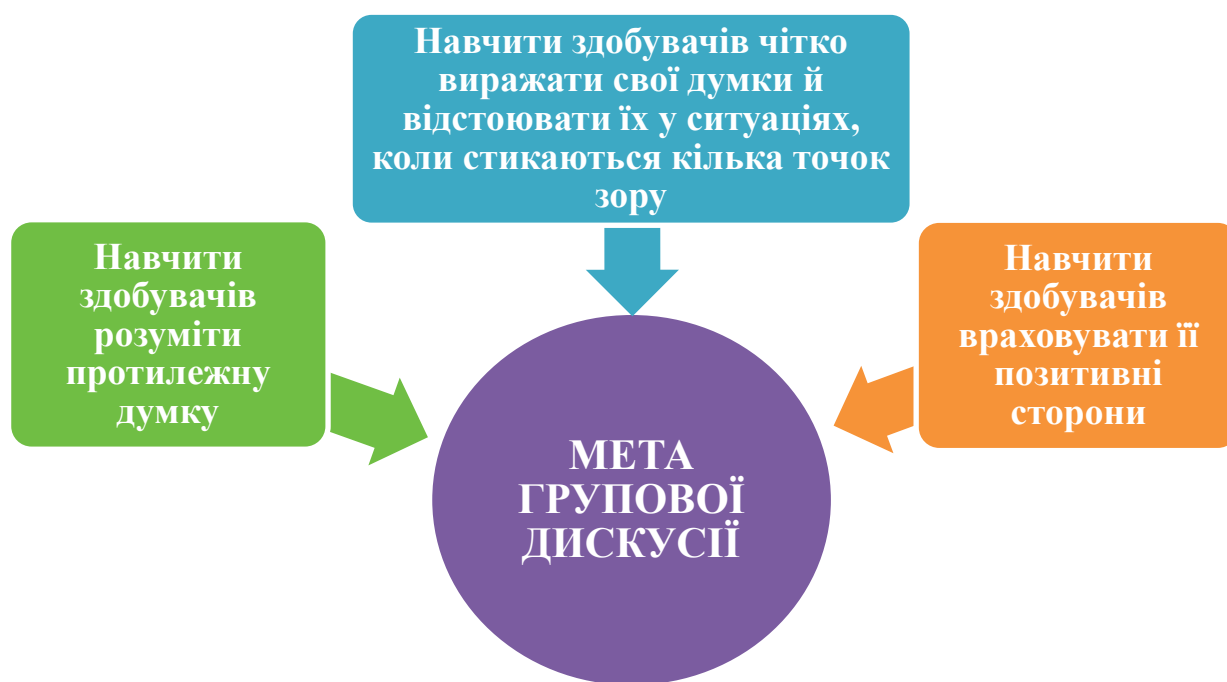 Навчити здобувачів чітко
виражати свої думки й
відстоювати їх у ситуаціях,
коли стикаються кілька точок
зору
Навчити
здобувачів
розуміти
протилежну
думку
Навчити
здобувачів
враховувати її
позитивні
сторони
МЕТА
ГРУПОВОЇ
ДИСКУСІЇ